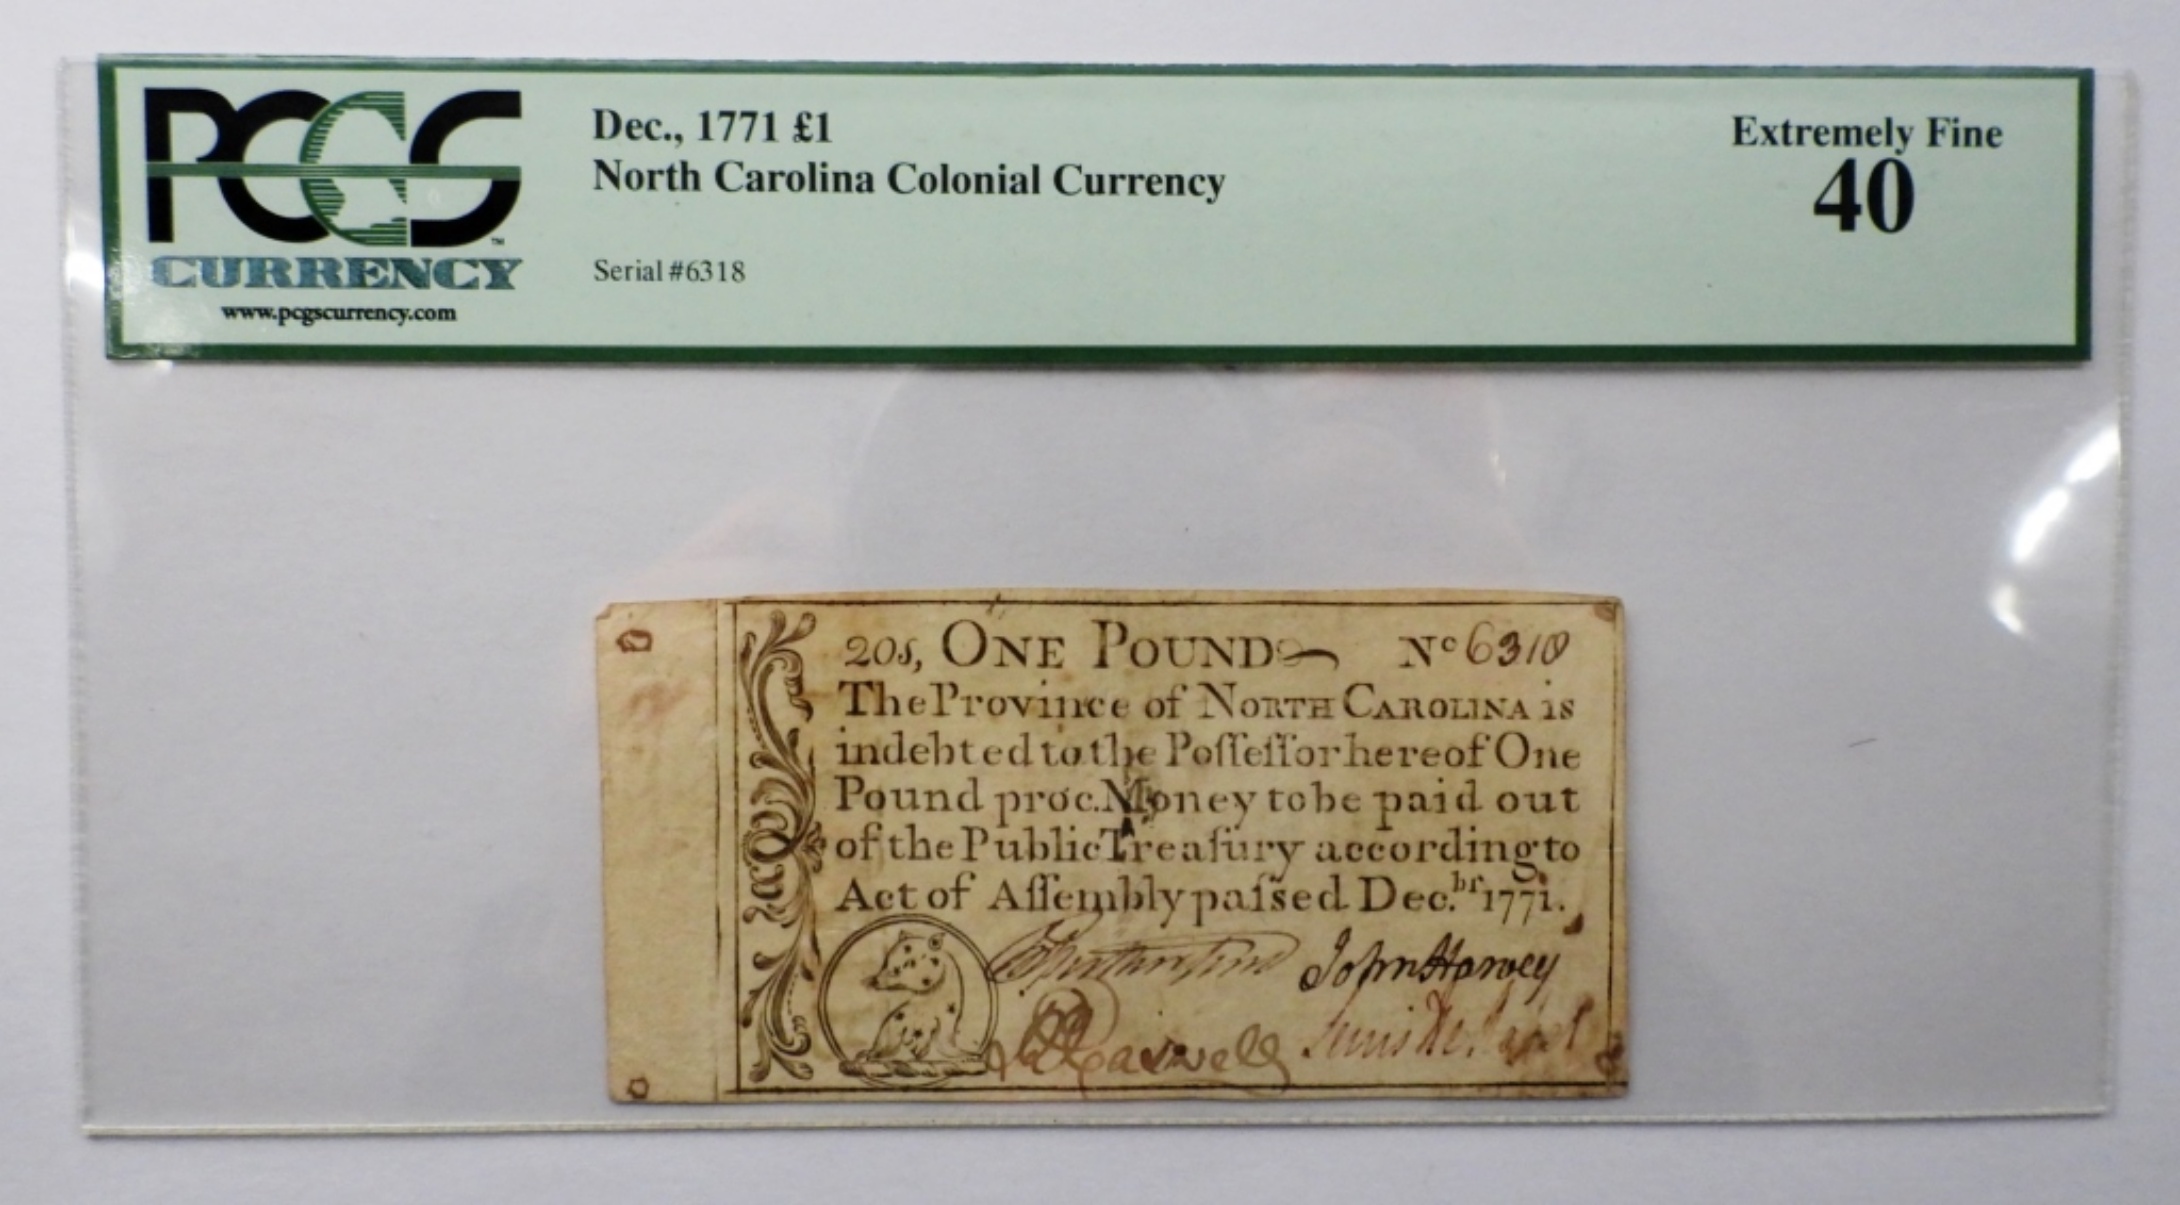 PCGS
CURRENCY
www.pcgscurrency.com
Dec., 1771 £1
North Carolina Colonial Currency
Serial #6318
Extremely Fine
40
20s, ONE POUND No 6318
The Province of NORTH CAROLINA is
indebted to the Poſſeſſor hereof One
Pound proc. Money to be paid out
of the Public Treaſury according to
Act of Aſſembly paſsed Dec.br 1771.
John Harvey
R Caswell